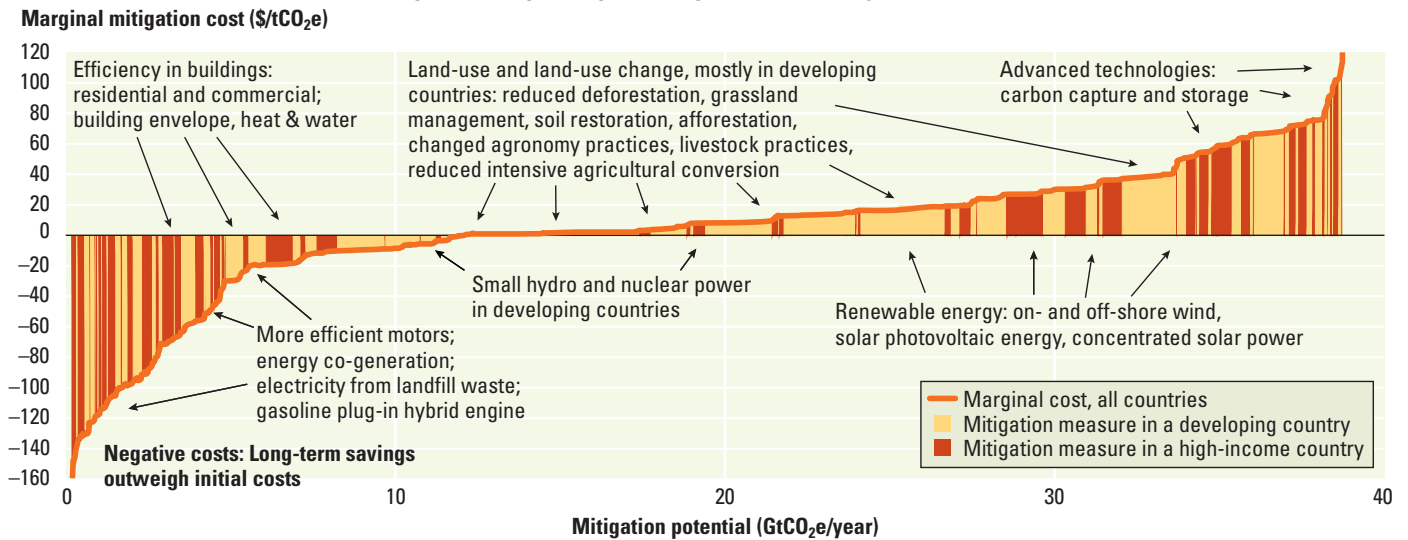 Marginal mitigation cost ($/tCO2e)
120
100
80
60
40
20
0
–20
–40
–60
–80
–100
–120
–140
–160
Efficiency in buildings:
residential and commercial;
building envelope, heat & water
Land-use and land-use change, mostly in developing
countries: reduced deforestation, grassland
management, soil restoration, afforestation,
changed agronomy practices, livestock practices,
reduced intensive agricultural conversion
Advanced technologies:
carbon capture and storage
Small hydro and nuclear power
in developing countries
More efficient motors;
energy co-generation;
electricity from landfill waste;
gasoline plug-in hybrid engine
Renewable energy: on- and off-shore wind,
solar photovoltaic energy, concentrated solar power
Negative costs: Long-term savings
outweigh initial costs
Marginal cost, all countries
Mitigation measure in a developing country
Mitigation measure in a high-income country
0 10 20 30 40
Mitigation potential (GtCO2e/year)